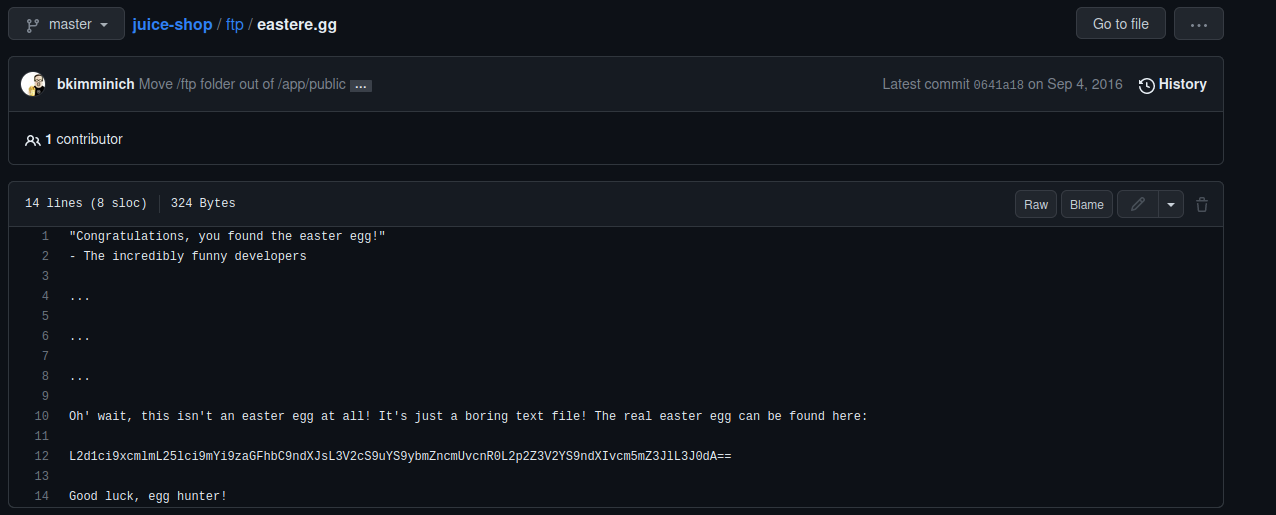 master juice-shop / ftp / eastere.gg Go to file ...
bkimminich Move /ftp folder out of /app/public ... Latest commit 0641a18 on Sep 4, 2016 History
1 contributor
14 lines (8 sloc) 324 Bytes Raw Blame
1 "Congratulations, you found the easter egg!"
2 - The incredibly funny developers
3
4 ...
5
6 ...
7
8 ...
9
10 Oh' wait, this isn't an easter egg at all! It's just a boring text file! The real easter egg can be found here:
11
12 L2d1ci9xcmlmL25lci9mYi9zaGFhbC9ndXJsL3V2cS9uYS9ybmZncmUvcnR0L2p2Z3V2YS9ndXIvcm5mZ3JlL3J0dA==
13
14 Good luck, egg hunter!